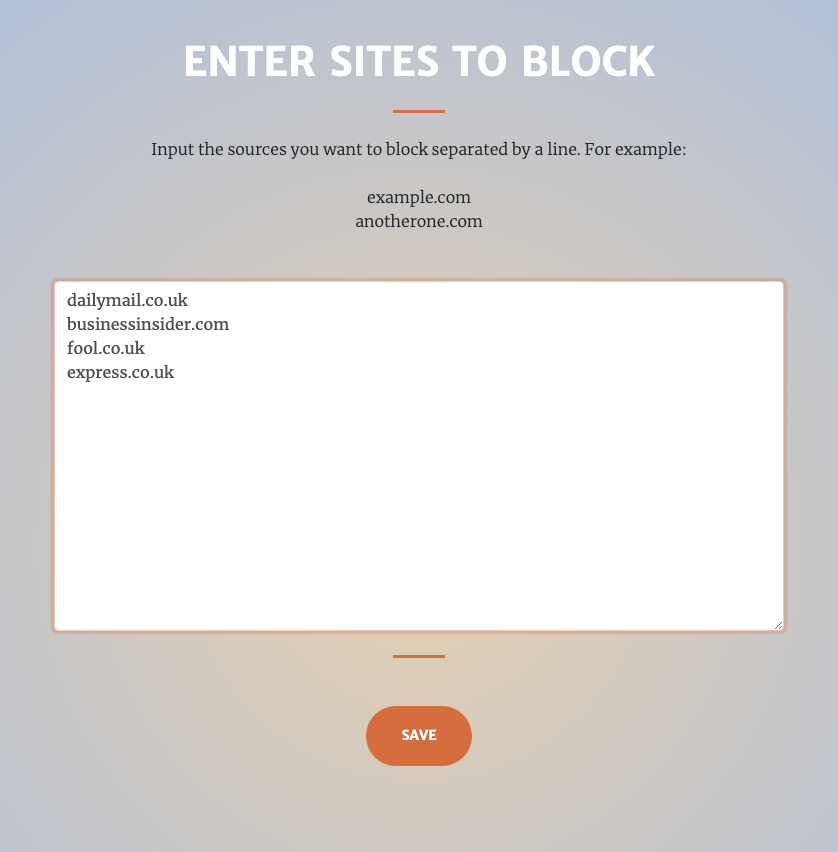 ENTER SITES TO BLOCK
Input the sources you want to block separated by a line. For example:
example.com
anotherone.com
dailymail.co.uk
businessinsider.com
fool.co.uk
express.co.uk
SAVE